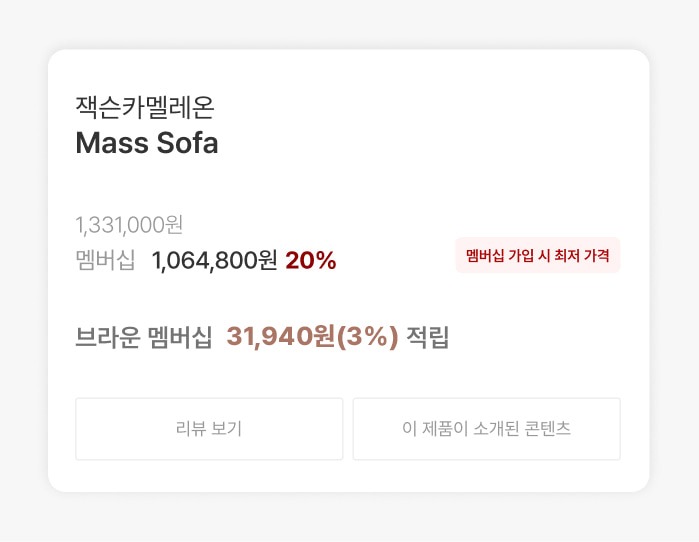 잭슨카멜레온
Mass Sofa
1,331,000원
멤버십 1,064,800원 20%
멤버십 가입 시 최저 가격
브라운 멤버십 31,940원(3%) 적립
리뷰 보기
이 제품이 소개된 콘텐츠